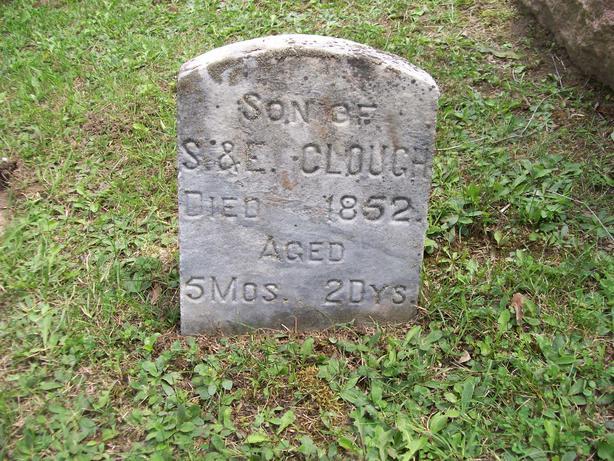 SON OF
S. & E. CLOUGH
DIED 1852.
AGED
5 MOS. 2 DYS.